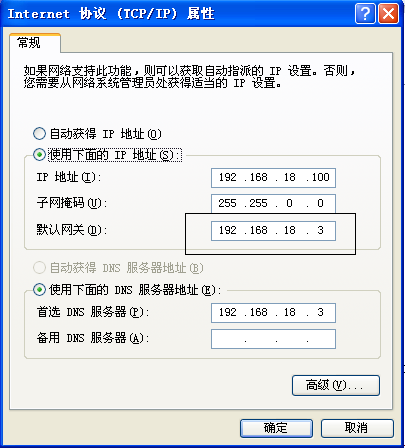 Internet 协议 (TCP/IP) 属性
常规
如果网络支持此功能，则可以获取自动指派的 IP 设置。否则，
您需要从网络系统管理员处获得适当的 IP 设置。
自动获得 IP 地址(O)
使用下面的 IP 地址(S):
IP 地址(I): 192 .168 . 18 .100
子网掩码(U): 255 .255 . 0 . 0
默认网关(D): 192 .168 . 18 . 3
自动获得 DNS 服务器地址(B)
使用下面的 DNS 服务器地址(E):
首选 DNS 服务器(P): 192 .168 . 18 . 3
备用 DNS 服务器(A): . . .
高级(V)...
确定 取消